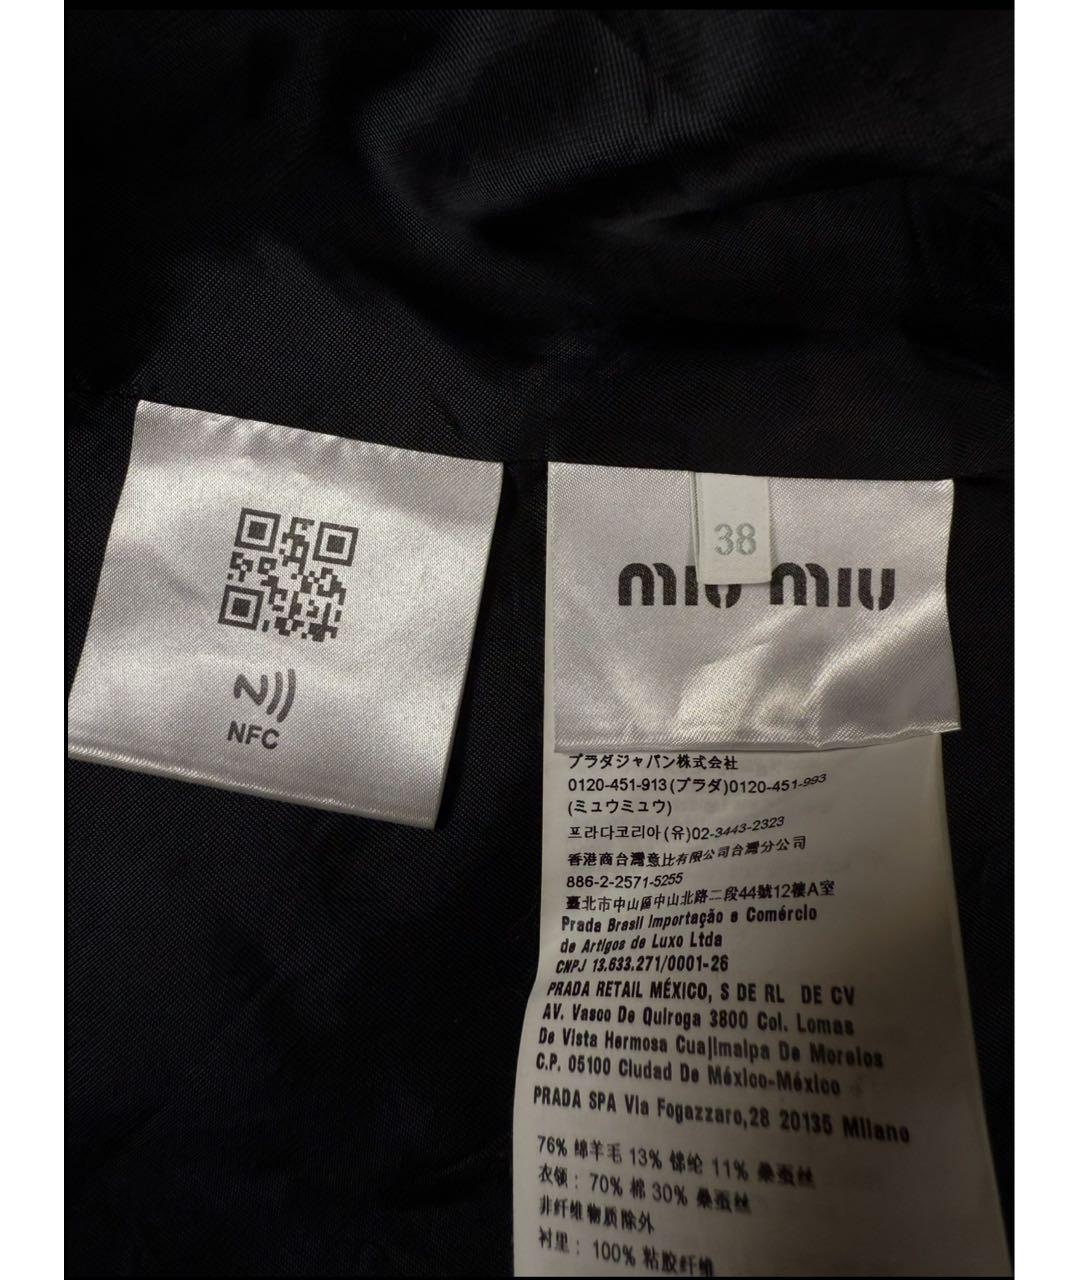 NFC
38
miu miu
プラダジャパン株式会社
0120-451-913(プラダ)0120-451-993
(ミュウミュウ)
프라다코리아(유)02-3443-2323
香港商台灣意比有限公司台灣分公司
886-2-2571-5255
臺北市中山區中山北路二段44號12樓A室
Prada Brasil Importação e Comércio
de Artigos de Luxo Ltda
CNPJ 13.633.271/0001-26
PRADA RETAIL MÉXICO, S DE RL DE CV
AV. Vasco De Quiroga 3800 Col. Lomas
De Vista Hermosa Cuajimalpa De Morelos
C.P. 05100 Ciudad De México-México
PRADA SPA Via Fogazzaro,28 20135 Milano
76% 绵羊毛 13% 锦纶 11% 桑蚕丝
衣领: 70% 棉 30% 桑蚕丝
非纤维物质除外
衬里: 100% 粘胶纤维